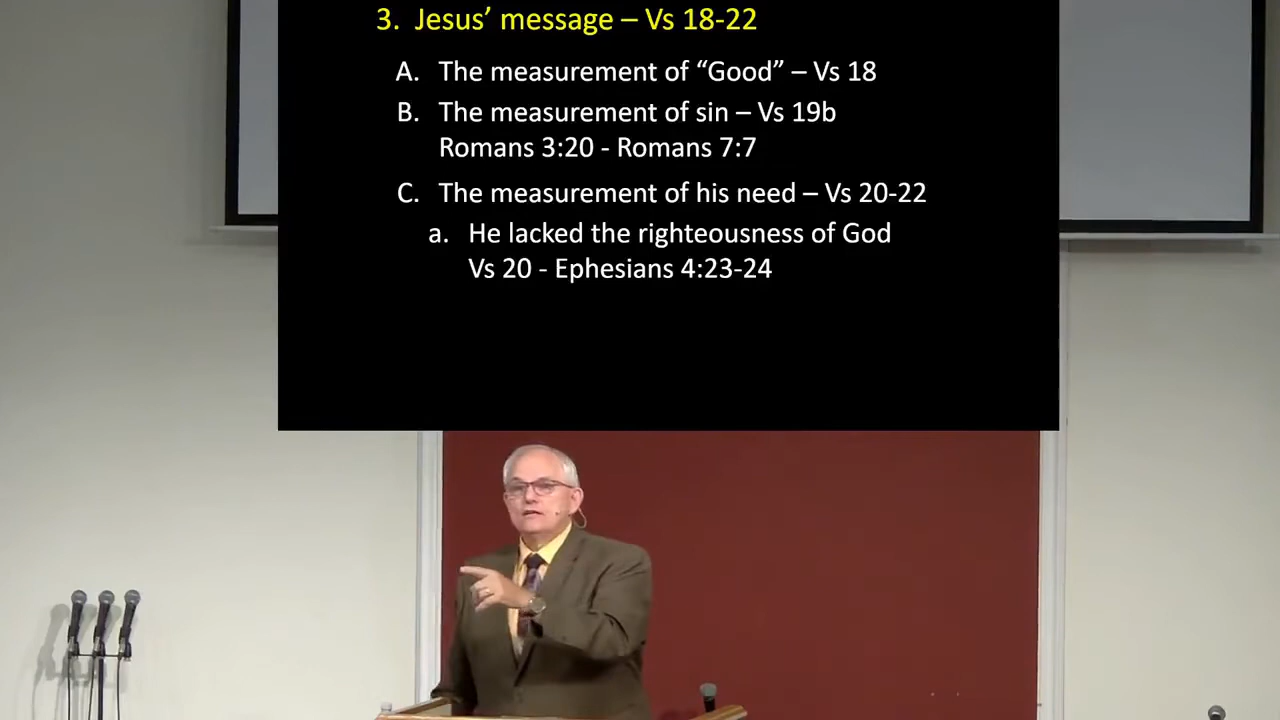 3. Jesus’ message – Vs 18-22
A. The measurement of “Good” – Vs 18
B. The measurement of sin – Vs 19b
Romans 3:20 - Romans 7:7
C. The measurement of his need – Vs 20-22
a. He lacked the righteousness of God
Vs 20 - Ephesians 4:23-24